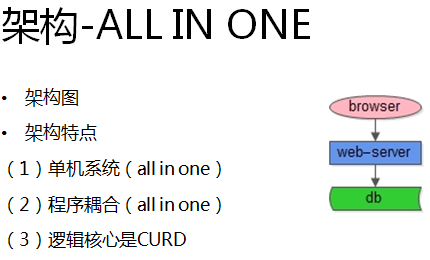 架构-ALL IN ONE
• 架构图
• 架构特点
（1）单机系统（all in one）
（2）程序耦合（all in one）
（3）逻辑核心是CURD
browser
web-server
db